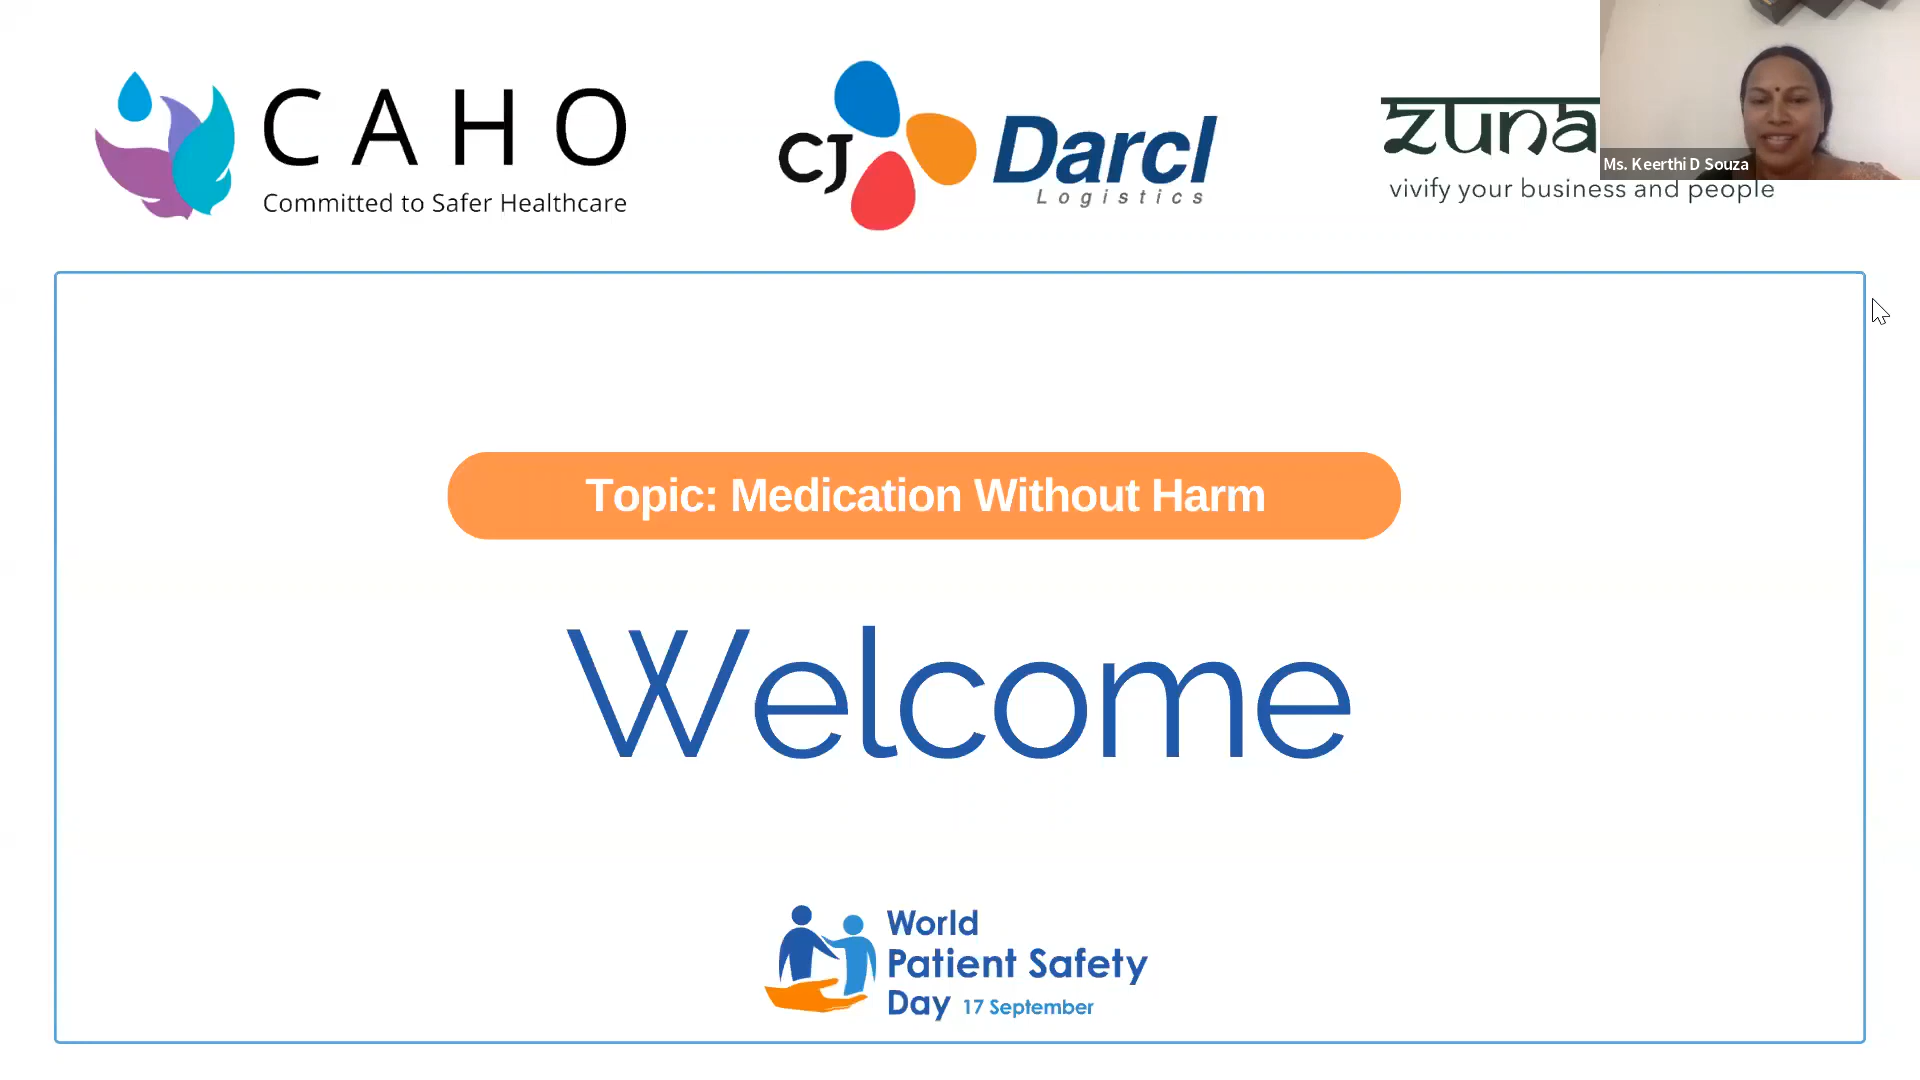 CAHO
Committed to Safer Healthcare
CJ Darcl
Logistics
vivify your business and people
Ms. Keerthi D Souza
Topic: Medication Without Harm
Welcome
World
Patient Safety
Day 17 September